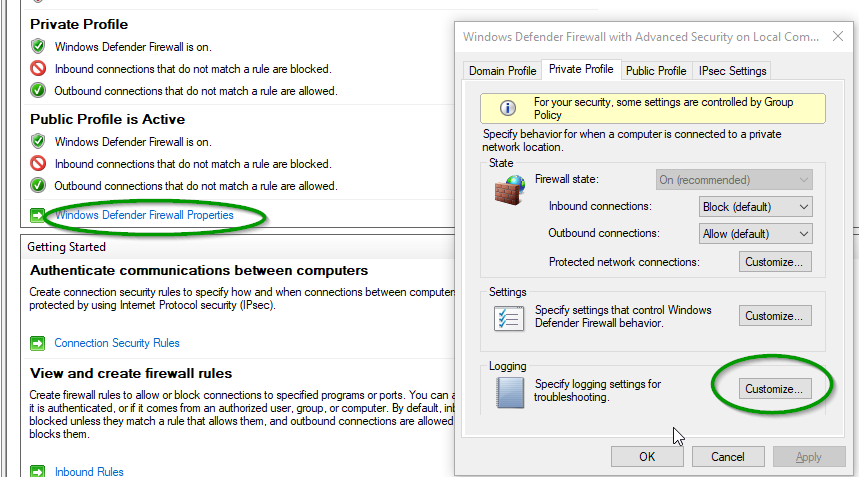 Private Profile
Windows Defender Firewall is on.
Inbound connections that do not match a rule are blocked.
Outbound connections that do not match a rule are allowed.
Public Profile is Active
Windows Defender Firewall is on.
Inbound connections that do not match a rule are blocked.
Outbound connections that do not match a rule are allowed.
Windows Defender Firewall Properties
Getting Started
Authenticate communications between computers
Create connection security rules to specify how and when connections between computer
protected by using Internet Protocol security (IPsec).
Connection Security Rules
View and create firewall rules
Create firewall rules to allow or block connections to specified programs or ports. You can a
it is authenticated, or if it comes from an authorized user, group, or computer. By default, in
blocked unless they match a rule that allows them, and outbound connections are allowed
blocks them.
Inbound Rules
Windows Defender Firewall with Advanced Security on Local Com...
Domain Profile Private Profile Public Profile IPsec Settings
For your security, some settings are controlled by Group
Policy
Specify behavior for when a computer is connected to a private
network location.
State
Firewall state: On (recommended)
Inbound connections: Block (default)
Outbound connections: Allow (default)
Protected network connections: Customize...
Settings
Specify settings that control Windows
Defender Firewall behavior.
Customize...
Logging
Specify logging settings for
troubleshooting.
Customize...
OK Cancel Apply